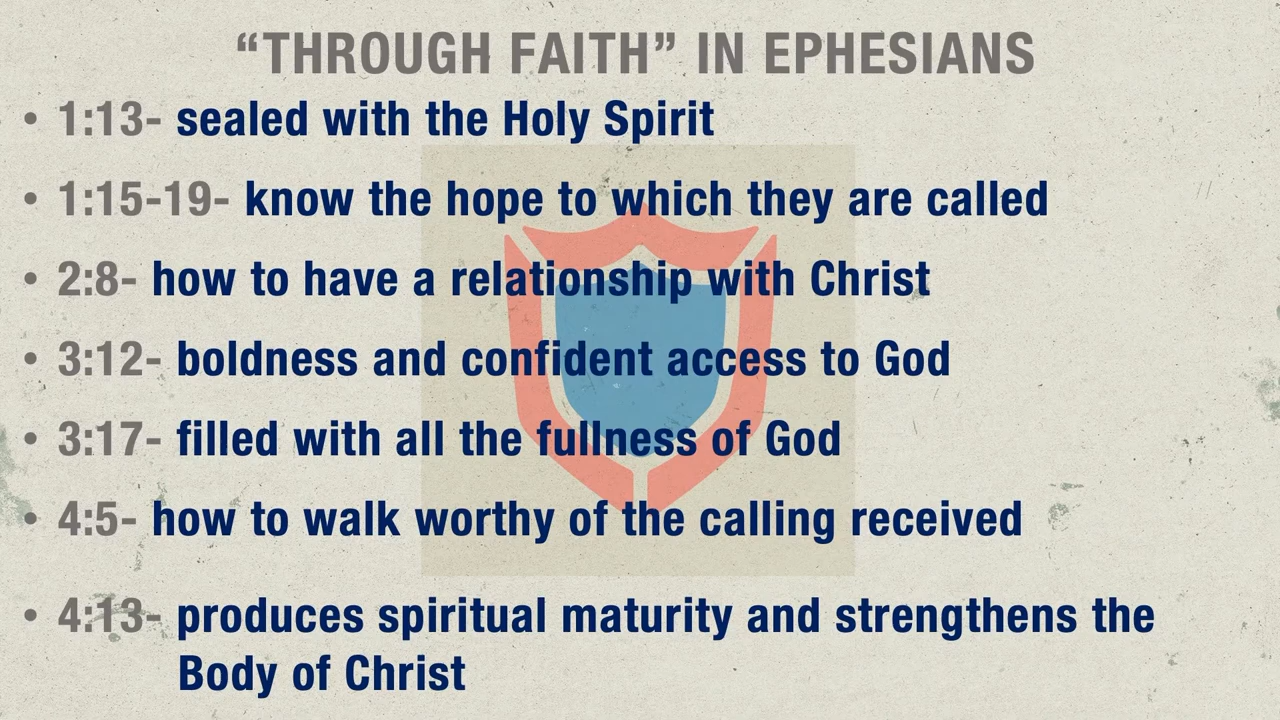 “THROUGH FAITH” IN EPHESIANS
• 1:13- sealed with the Holy Spirit
• 1:15-19- know the hope to which they are called
• 2:8- how to have a relationship with Christ
• 3:12- boldness and confident access to God
• 3:17- filled with all the fullness of God
• 4:5- how to walk worthy of the calling received
• 4:13- produces spiritual maturity and strengthens the
Body of Christ